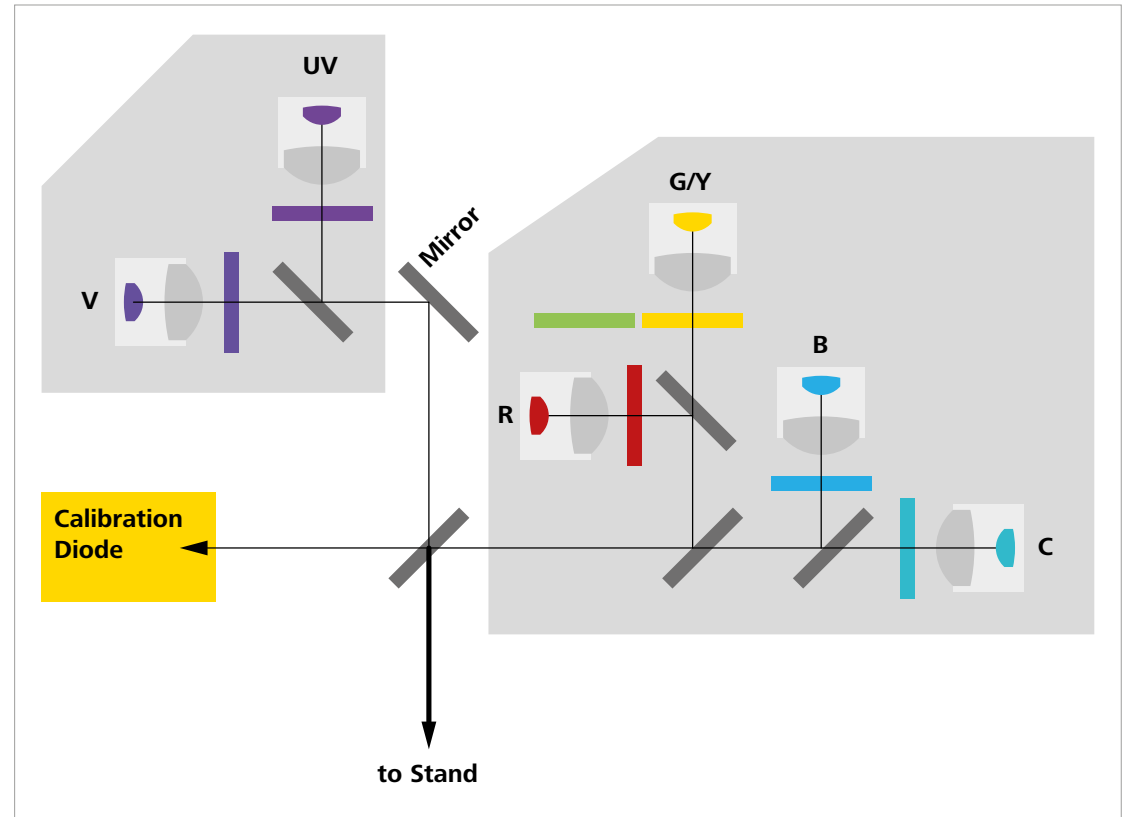 UV
Mirror
G/Y
V
B
R
Calibration
Diode
C
to Stand